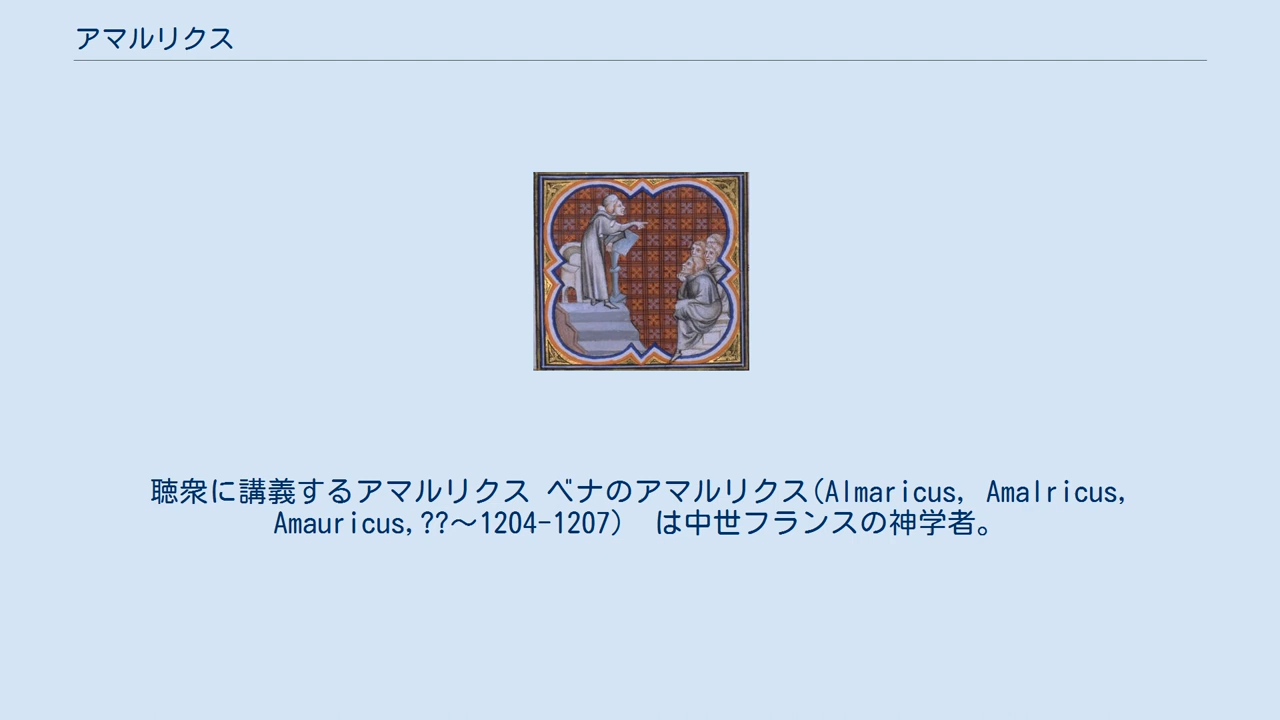 アマルリクス
聴衆に講義するアマルリクス ベナのアマルリクス(Almaricus, Amalricus,
Amauricus,??～1204-1207)　は中世フランスの神学者。